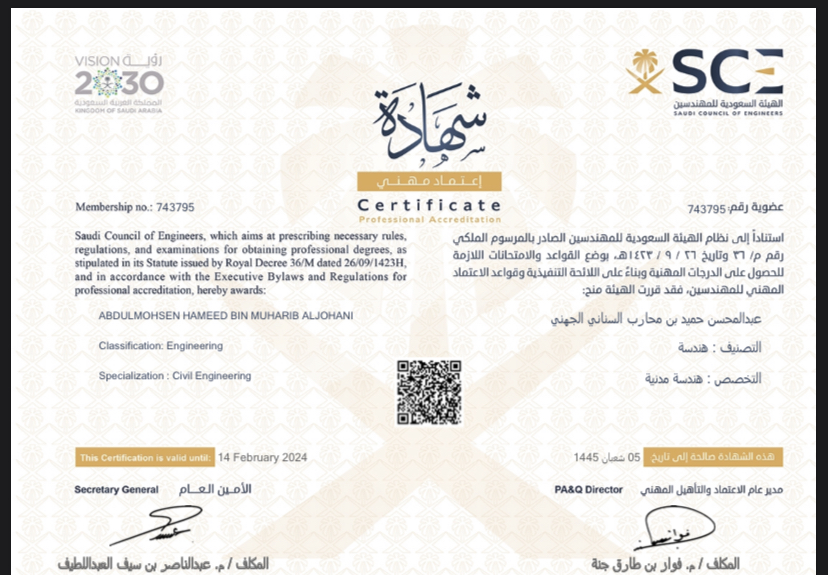 VISION رؤيـــة
2030
المملكة العربية السعودية
KINGDOM OF SAUDI ARABIA
SCE
الهيئة السعودية للمهندسين
SAUDI COUNCIL OF ENGINEERS
شهادة
إعـتـمـاد مـهـنـي
Certificate
Professional Accreditation
Membership no.: 743795
عضوية رقم: 743795
Saudi Council of Engineers, which aims at prescribing necessary rules,
regulations, and examinations for obtaining professional degrees, as
stipulated in its Statute issued by Royal Decree 36/M dated 26/09/1423H,
and in accordance with the Executive Bylaws and Regulations for
professional accreditation, hereby awards:
استناداً إلى نظام الهيئة السعودية للمهندسين الصادر بالمرسوم الملكي
رقم م/ ٣٦ وتاريخ ٢٦ / ٩ / ١٤٢٣هـ، بوضع القواعد والامتحانات اللازمة
للحصول على الدرجات المهنية وبناءً على اللائحة التنفيذية وقواعد الاعتماد
المهني للمهندسين، فقد قررت الهيئة منح:
ABDULMOHSEN HAMEED BIN MUHARIB ALJOHANI
Classification: Engineering
Specialization : Civil Engineering
عبدالمحسن حميد بن محارب السناني الجهني
التصنيف : هندسة
التخصص : هندسة مدنية
This Certification is valid until: 14 February 2024
هذه الشهادة صالحة إلى تاريخ 05 شعبان 1445
Secretary General الأمـيـن الـعـــام
PA&Q Director مدير عام الاعتماد والتأهيل المهني
المكلف / م. عبدالناصر بن سيف العبداللطيف
المكلف / م. فواز بن طارق جنة